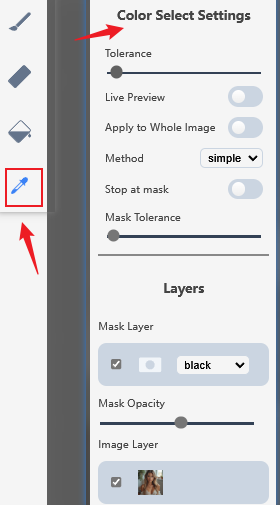 Color Select Settings
Tolerance
Live Preview
Apply to Whole Image
Method simple
Stop at mask
Mask Tolerance
Layers
Mask Layer
black
Mask Opacity
Image Layer